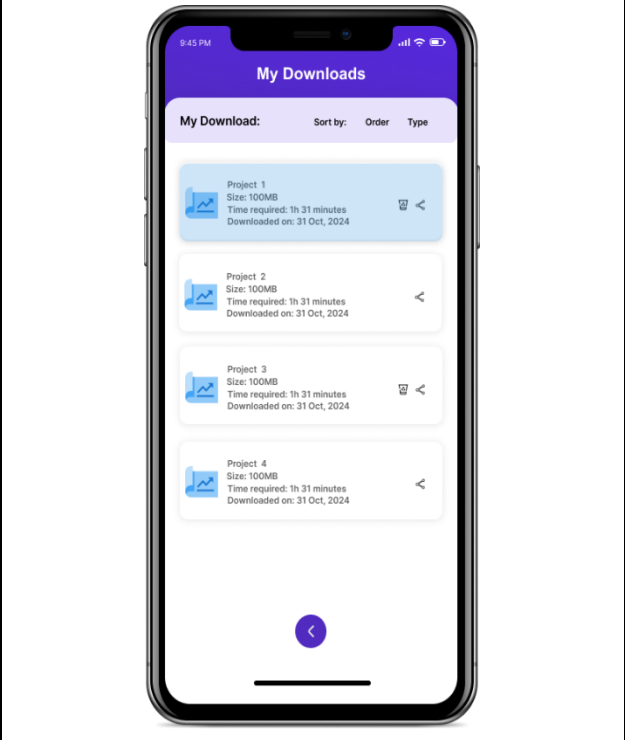 9:45 PM
My Downloads
My Download: Sort by: Order Type
Project 1
Size: 100MB
Time required: 1h 31 minutes
Downloaded on: 31 Oct, 2024
Project 2
Size: 100MB
Time required: 1h 31 minutes
Downloaded on: 31 Oct, 2024
Project 3
Size: 100MB
Time required: 1h 31 minutes
Downloaded on: 31 Oct, 2024
Project 4
Size: 100MB
Time required: 1h 31 minutes
Downloaded on: 31 Oct, 2024